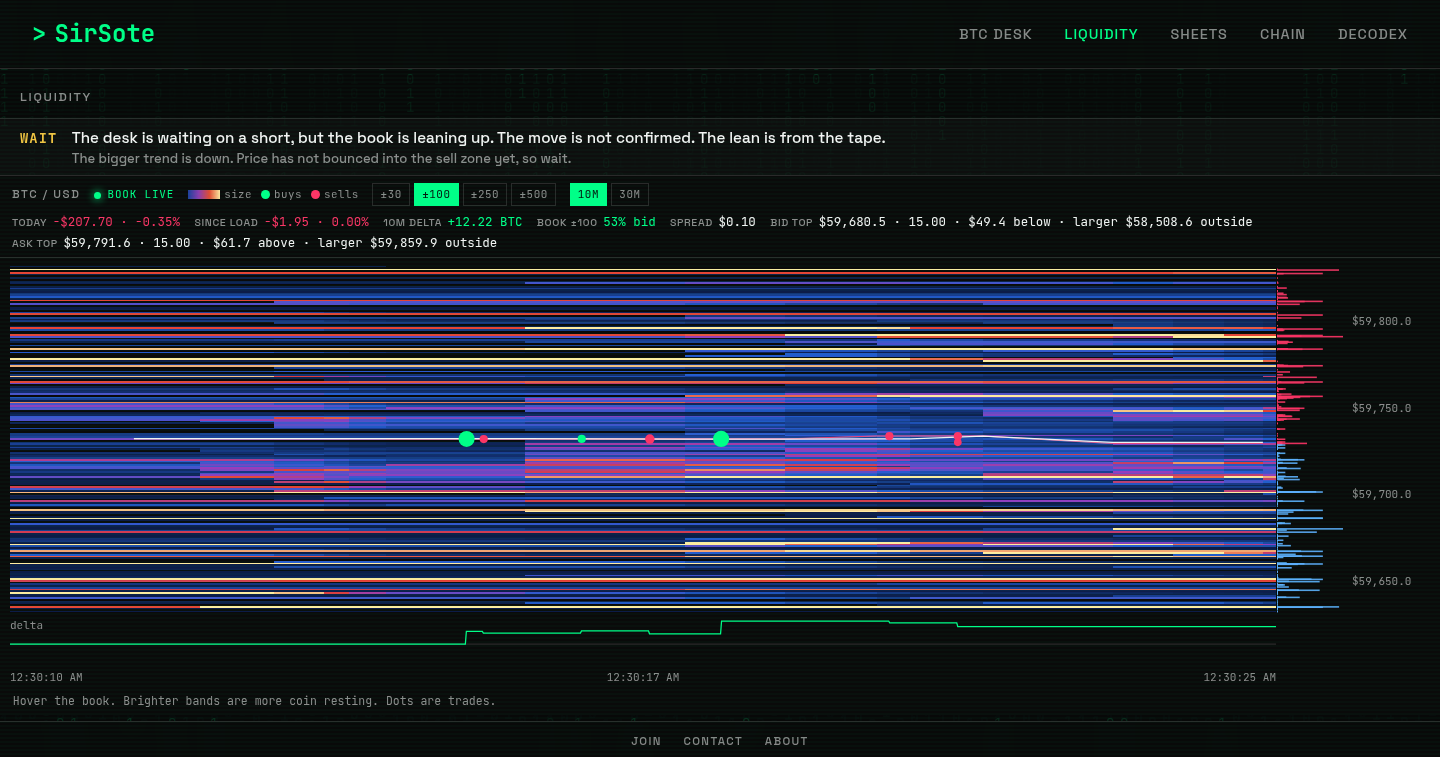 > SirSote
BTC DESK LIQUIDITY SHEETS CHAIN DECODEX
LIQUIDITY
WAIT The desk is waiting on a short, but the book is leaning up. The move is not confirmed. The lean is from the tape.
The bigger trend is down. Price has not bounced into the sell zone yet, so wait.
BTC / USD BOOK LIVE size buys sells ±30 ±100 ±250 ±500 10M 30M
TODAY -$207.70 · -0.35% SINCE LOAD -$1.95 · 0.00% 10M DELTA +12.22 BTC BOOK ±100 53% bid SPREAD $0.10 BID TOP $59,680.5 · 15.00 · $49.4 below · larger $58,508.6 outside
ASK TOP $59,791.6 · 15.00 · $61.7 above · larger $59,859.9 outside
$59,800.0
$59,750.0
$59,700.0
$59,650.0
delta
12:30:10 AM 12:30:17 AM 12:30:25 AM
Hover the book. Brighter bands are more coin resting. Dots are trades.
JOIN CONTACT ABOUT